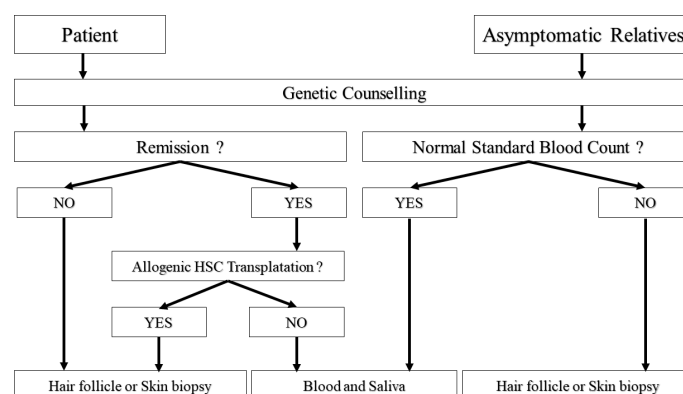 Patient
Asymptomatic Relatives
Genetic Counselling
Remission ?
Normal Standard Blood Count ?
NO
YES
YES
NO
Allogenic HSC Transplatation ?
YES
NO
Hair follicle or Skin biopsy
Blood and Saliva
Hair follicle or Skin biopsy